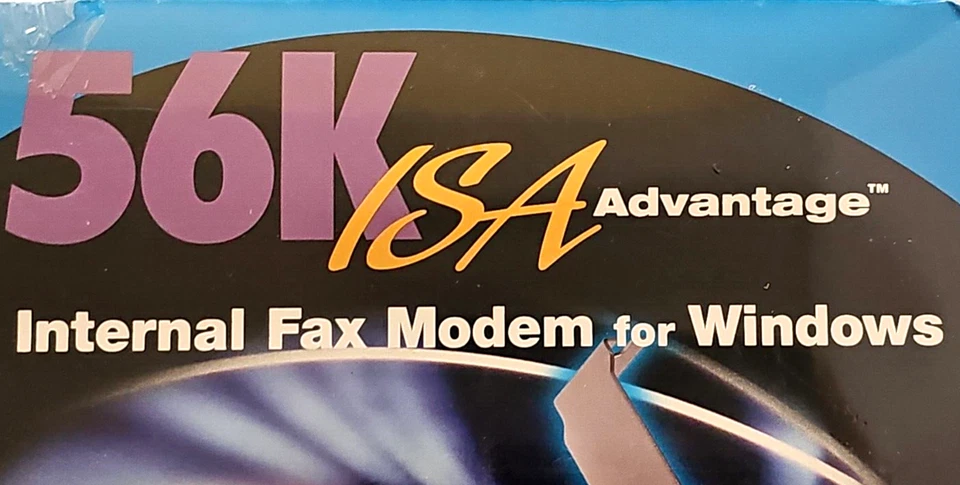 56K ISA Advantage™
Internal Fax Modem for Windows